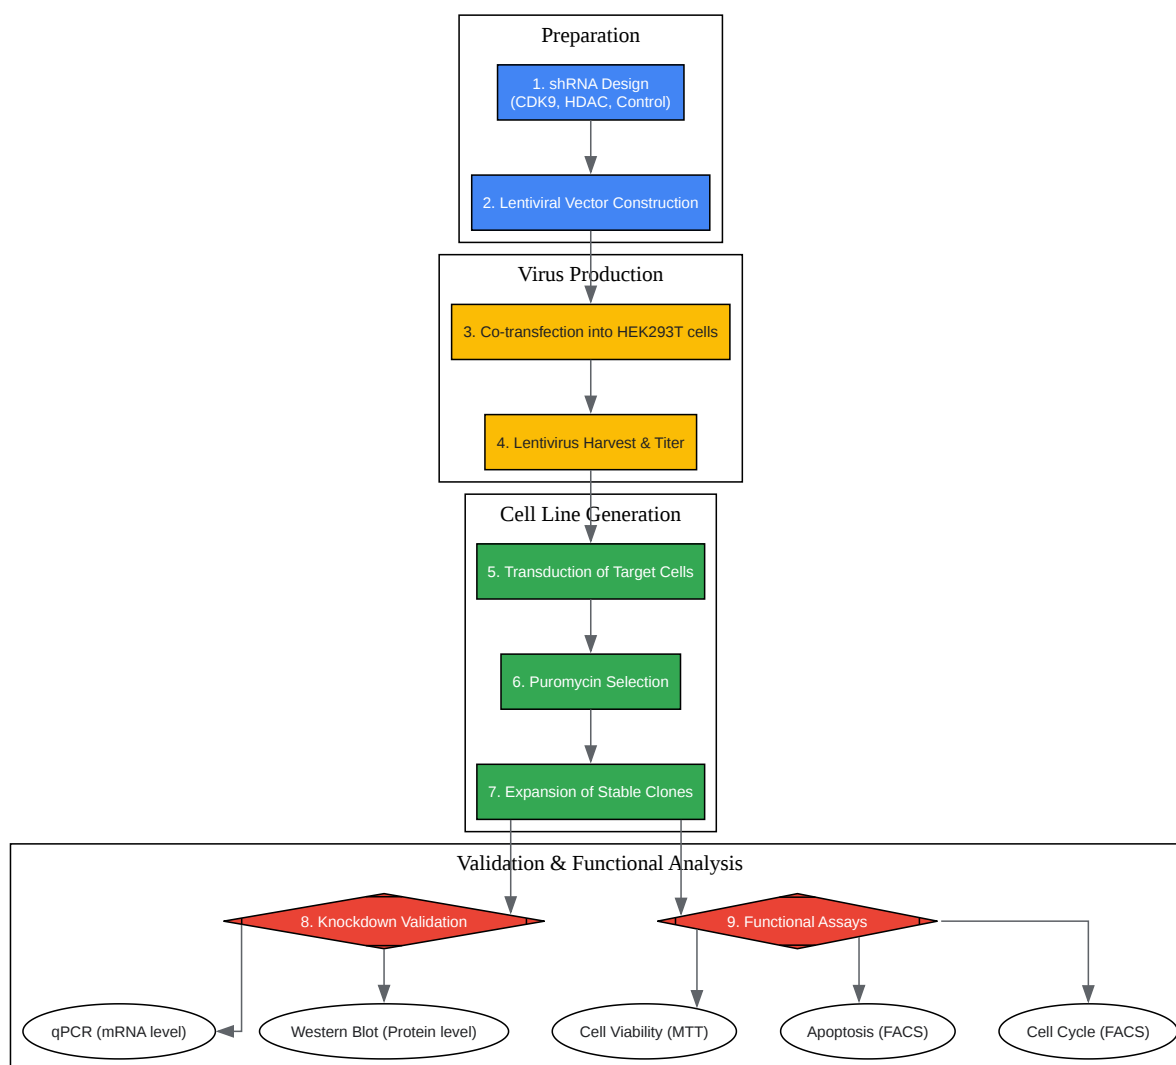 Preparation
1. shRNA Design
(CDK9, HDAC, Control)
2. Lentiviral Vector Construction
Virus Production
3. Co-transfection into HEK293T cells
4. Lentivirus Harvest & Titer
Cell Line Generation
5. Transduction of Target Cells
6. Puromycin Selection
7. Expansion of Stable Clones
Validation & Functional Analysis
8. Knockdown Validation
9. Functional Assays
qPCR (mRNA level)
Western Blot (Protein level)
Cell Viability (MTT)
Apoptosis (FACS)
Cell Cycle (FACS)